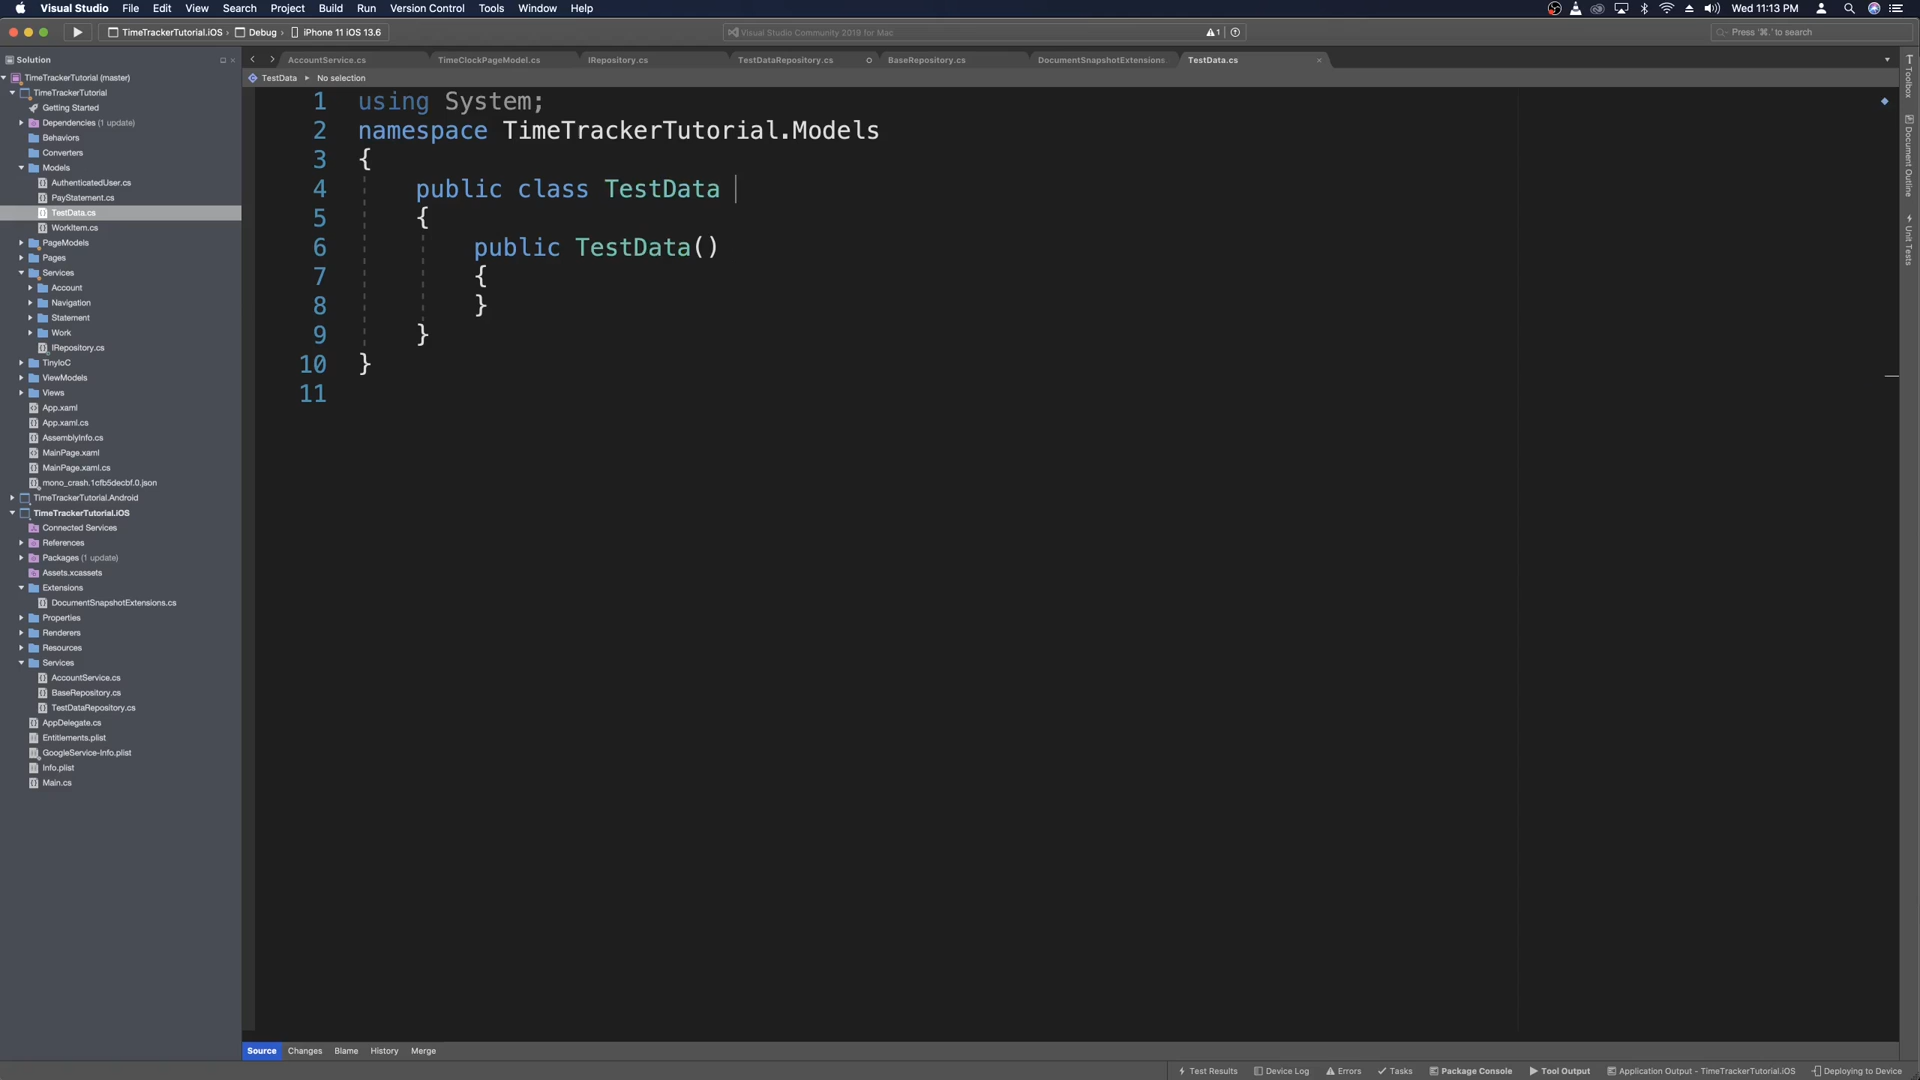 Visual Studio File Edit View Search Project Build Run Version Control Tools Window Help Wed 11:13 PM
TimeTrackerTutorial.iOS › Debug › iPhone 11 iOS 13.6 Visual Studio Community 2019 for Mac 1 Press '⌘.' to search
Solution
AccountService.cs TimeClockPageModel.cs IRepository.cs TestDataRepository.cs BaseRepository.cs DocumentSnapshotExtensions. TestData.cs
TestData No selection
TimeTrackerTutorial (master)
TimeTrackerTutorial
Getting Started
Dependencies (1 update)
Behaviors
Converters
Models
AuthenticatedUser.cs
PayStatement.cs
TestData.cs
WorkItem.cs
PageModels
Pages
Services
Account
Navigation
Statement
Work
IRepository.cs
TinyIoC
ViewModels
Views
App.xaml
App.xaml.cs
AssemblyInfo.cs
MainPage.xaml
MainPage.xaml.cs
mono_crash.1cfb5decbf.0.json
TimeTrackerTutorial.Android
TimeTrackerTutorial.iOS
Connected Services
References
Packages (1 update)
Assets.xcassets
Extensions
DocumentSnapshotExtensions.cs
Properties
Renderers
Resources
Services
AccountService.cs
BaseRepository.cs
TestDataRepository.cs
AppDelegate.cs
Entitlements.plist
GoogleService-Info.plist
Info.plist
Main.cs
1 using System;
2 namespace TimeTrackerTutorial.Models
3 {
4 public class TestData
5 {
6 public TestData()
7 {
8 }
9 }
10 }
11
Toolbox
Document Outline
Unit Tests
Source Changes Blame History Merge
Test Results Device Log Errors Tasks Package Console Tool Output Application Output - TimeTrackerTutorial.iOS Deploying to Device